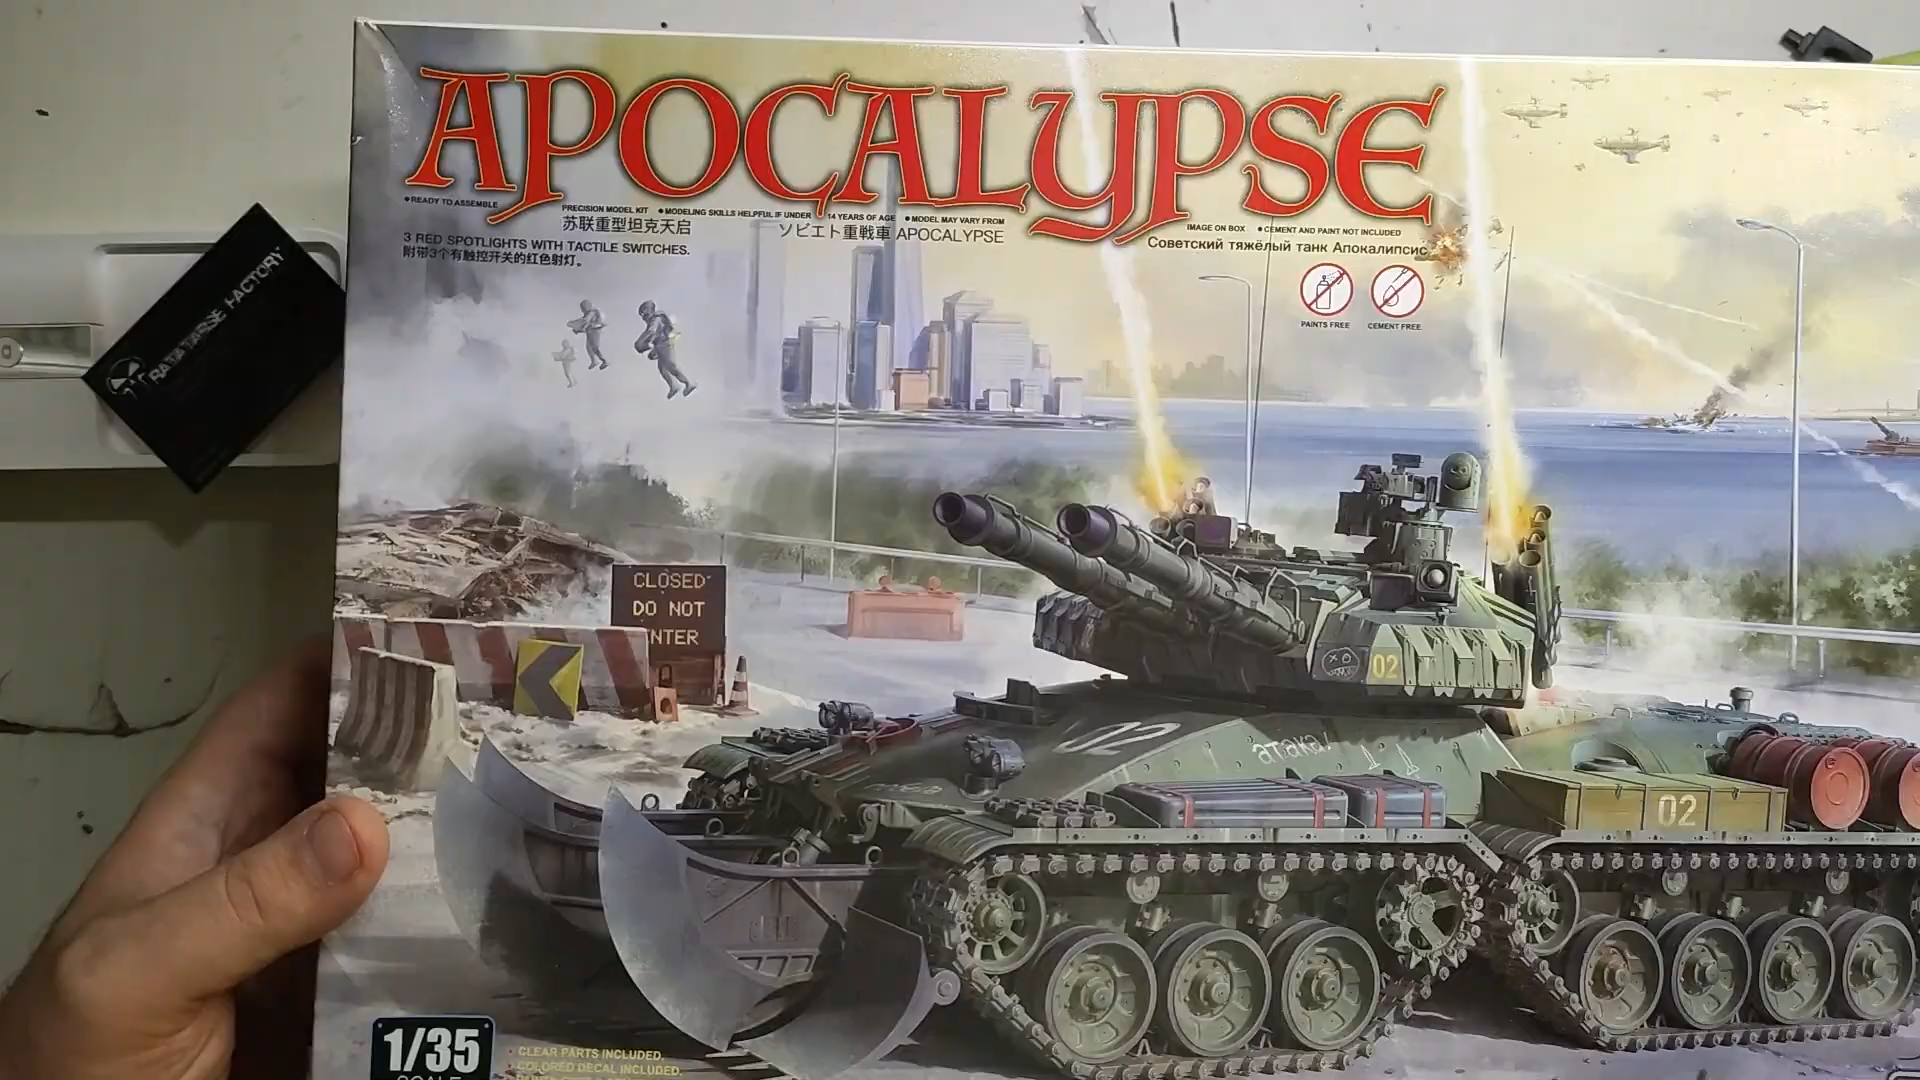 APOCALYPSE
•READY TO ASSEMBLE PRECISION MODEL KIT •MODELING SKILLS HELPFUL IF UNDER 14 YEARS OF AGE •MODEL MAY VARY FROM IMAGE ON BOX •CEMENT AND PAINT NOT INCLUDED
苏联重型坦克天启 ソビエト重戦車 APOCALYPSE Советский тяжёлый танк Апокалипсис
3 RED SPOTLIGHTS WITH TACTILE SWITCHES.
附带3个有触控开关的红色射灯。
PAINTS FREE CEMENT FREE
RATATARSE FACTORY
CLOSED
DO NOT
ENTER
02
02
атака!
02
1/35
SCALE
CLEAR PARTS INCLUDED.
COLORED DECAL INCLUDED.